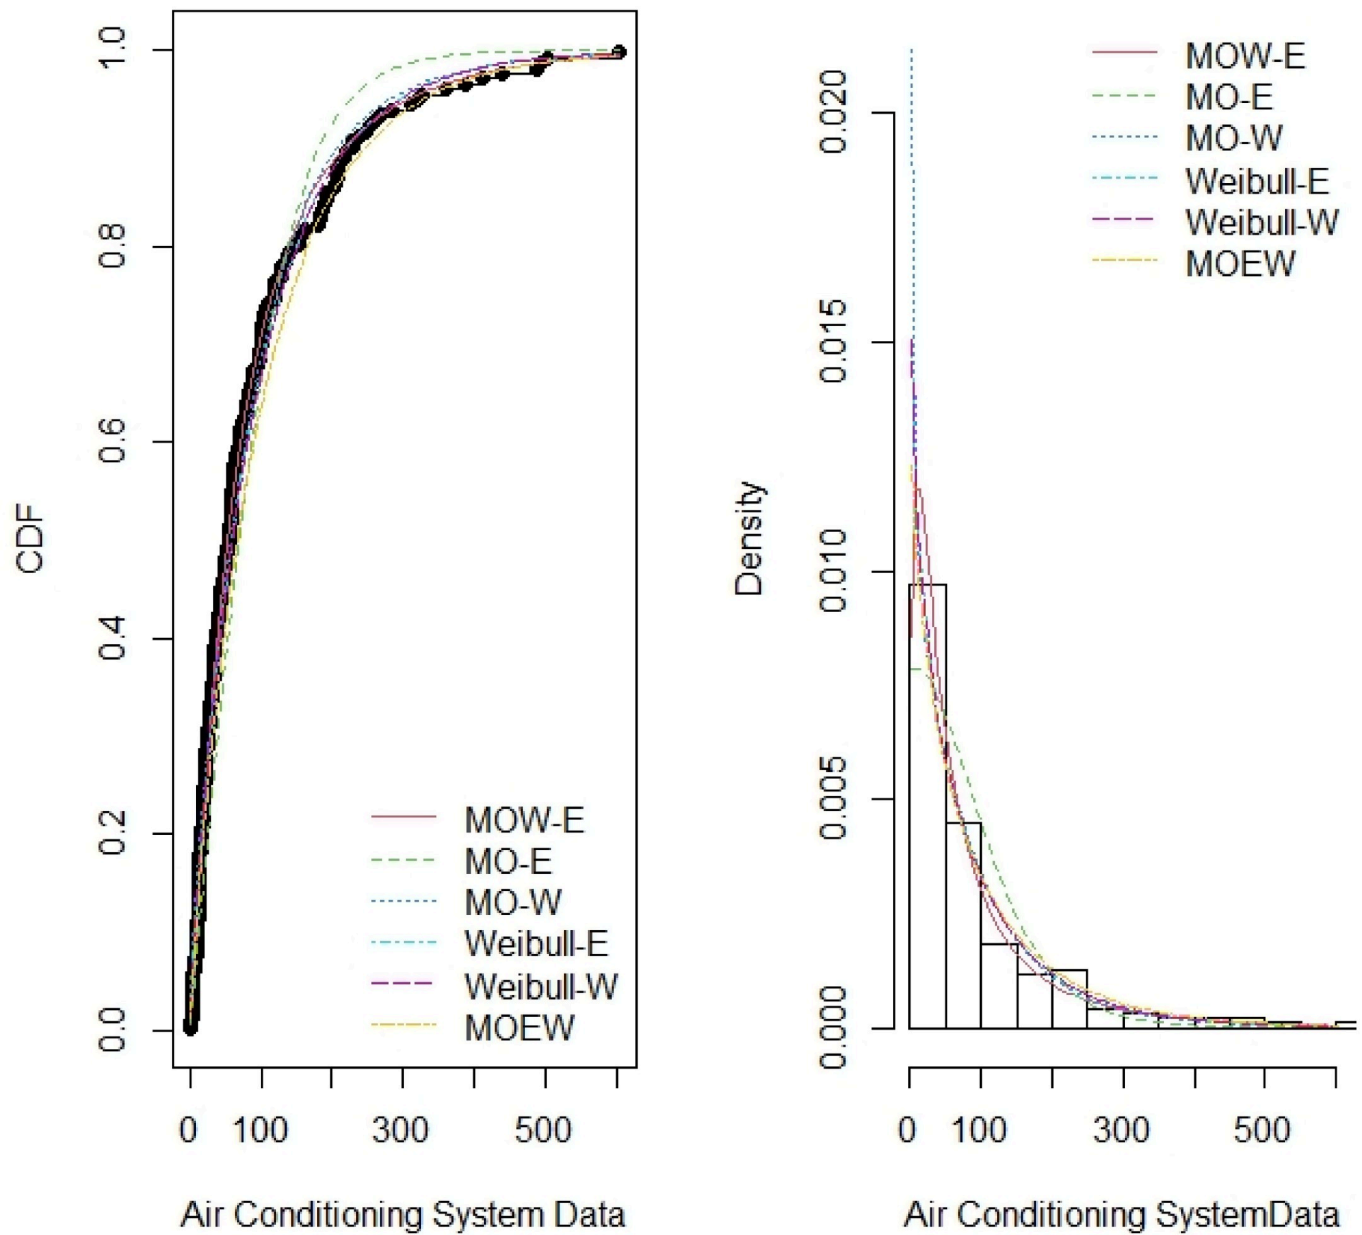 CDF
1.0
0.8
0.6
0.4
0.2
0.0
MOW-E
MO-E
MO-W
Weibull-E
Weibull-W
MOEW
0 100 300 500
Air Conditioning System Data
Density
0.020
0.015
0.010
0.005
0.000
MOW-E
MO-E
MO-W
Weibull-E
Weibull-W
MOEW
0 100 300 500
Air Conditioning SystemData